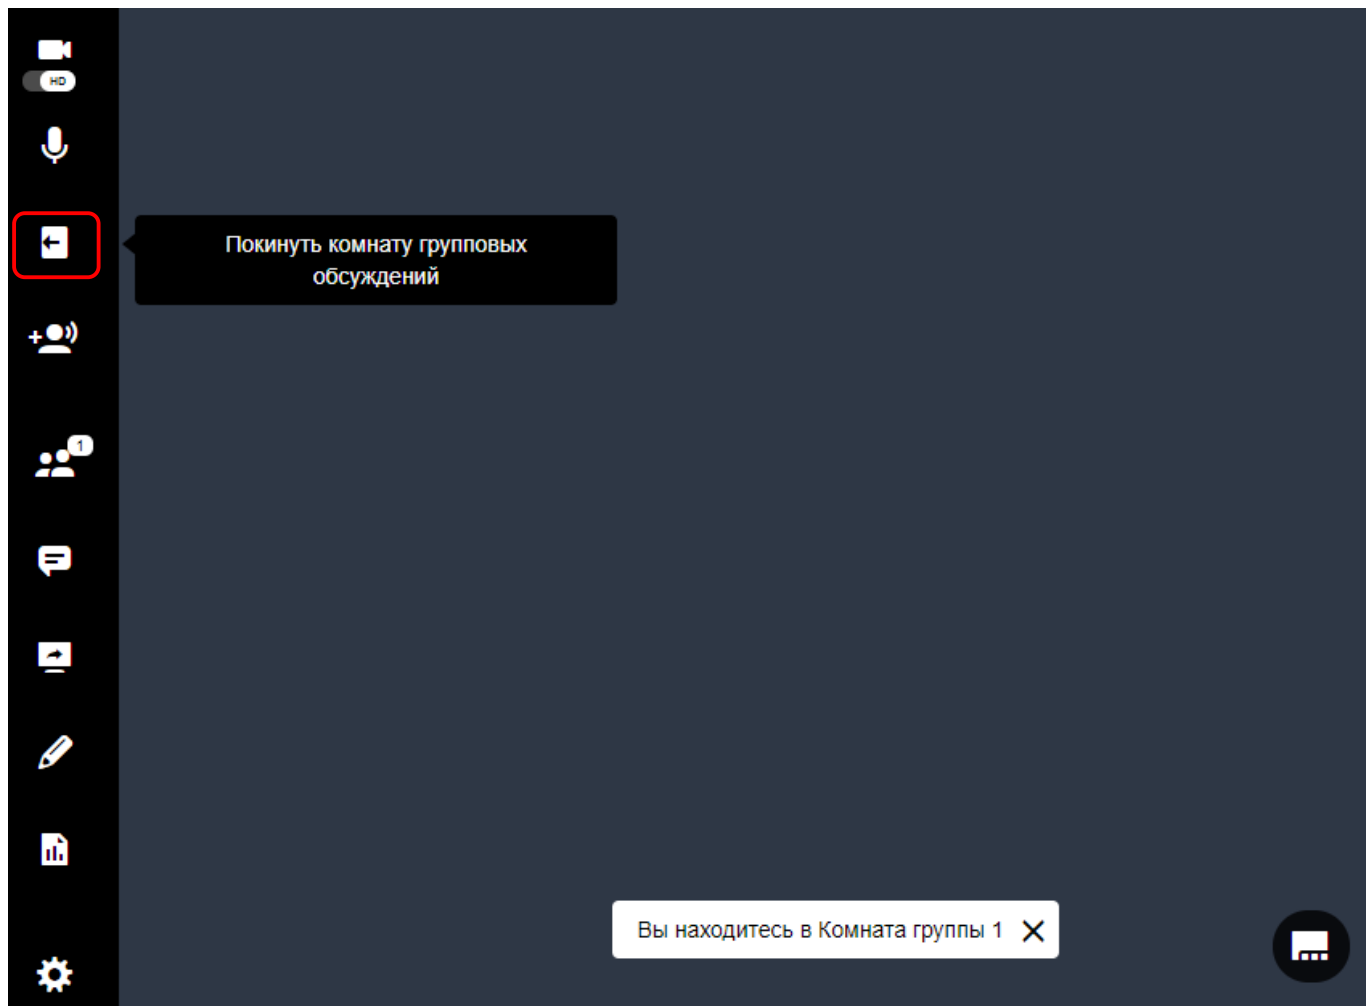 HD
Покинуть комнату групповых
обсуждений
1
Вы находитесь в Комната группы 1